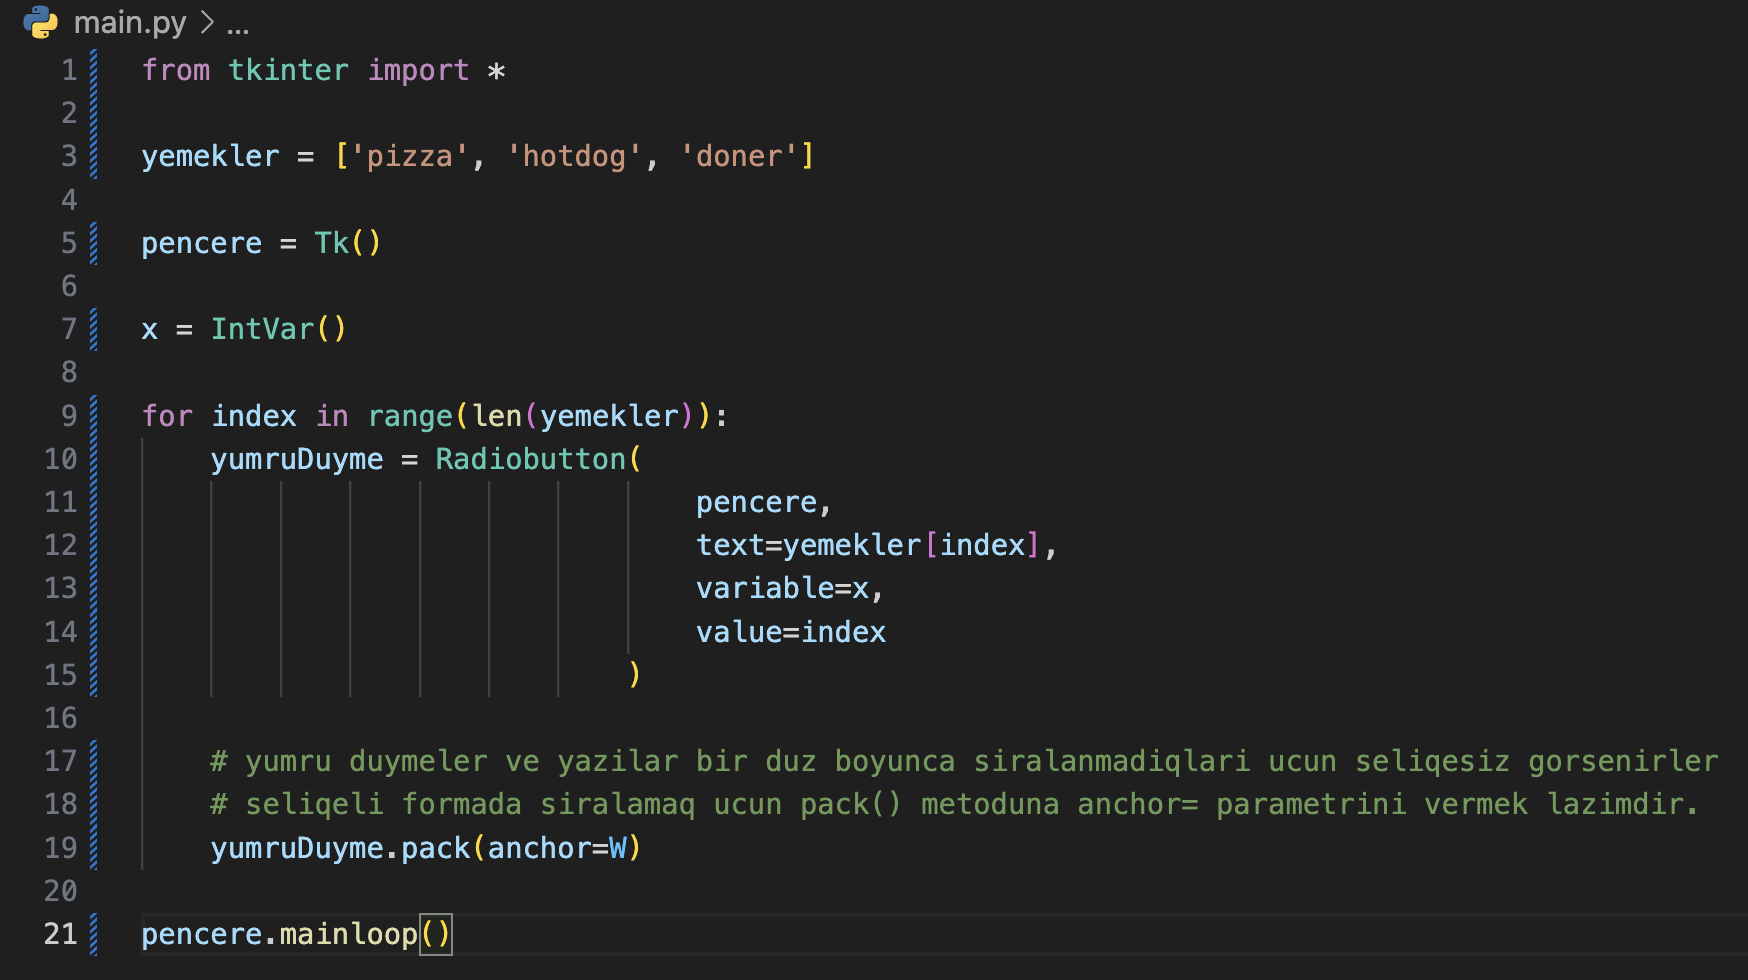 main.py > ...
1 from tkinter import *
2
3 yemekler = ['pizza', 'hotdog', 'doner']
4
5 pencere = Tk()
6
7 x = IntVar()
8
9 for index in range(len(yemekler)):
10     yumruDuyme = Radiobutton(
11                                 pencere,
12                                 text=yemekler[index],
13                                 variable=x,
14                                 value=index
15                             )
16
17     # yumru duymeler ve yazilar bir duz boyunca siralanmadiqlari ucun seliqesiz gorsenirler
18     # seliqeli formada siralamaq ucun pack() metoduna anchor= parametrini vermek lazimdir.
19     yumruDuyme.pack(anchor=W)
20
21 pencere.mainloop()